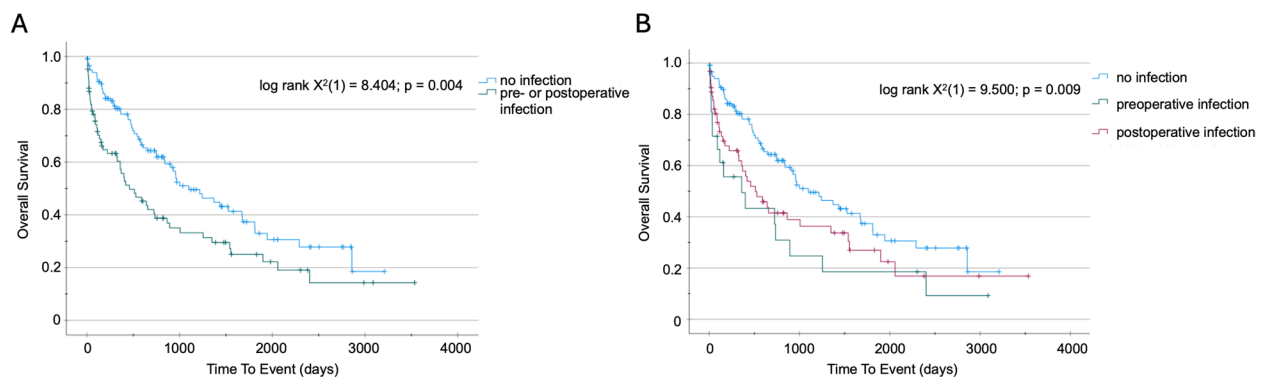 A
1.0
0.8
0.6
0.4
0.2
0
Overall Survival
log rank X²(1) = 8.404; p = 0.004
no infection
pre- or postoperative
infection
0 1000 2000 3000 4000
Time To Event (days)
B
1.0
0.8
0.6
0.4
0.2
0
Overall Survival
log rank X²(1) = 9.500; p = 0.009
no infection
preoperative infection
postoperative infection
0 1000 2000 3000 4000
Time To Event (days)